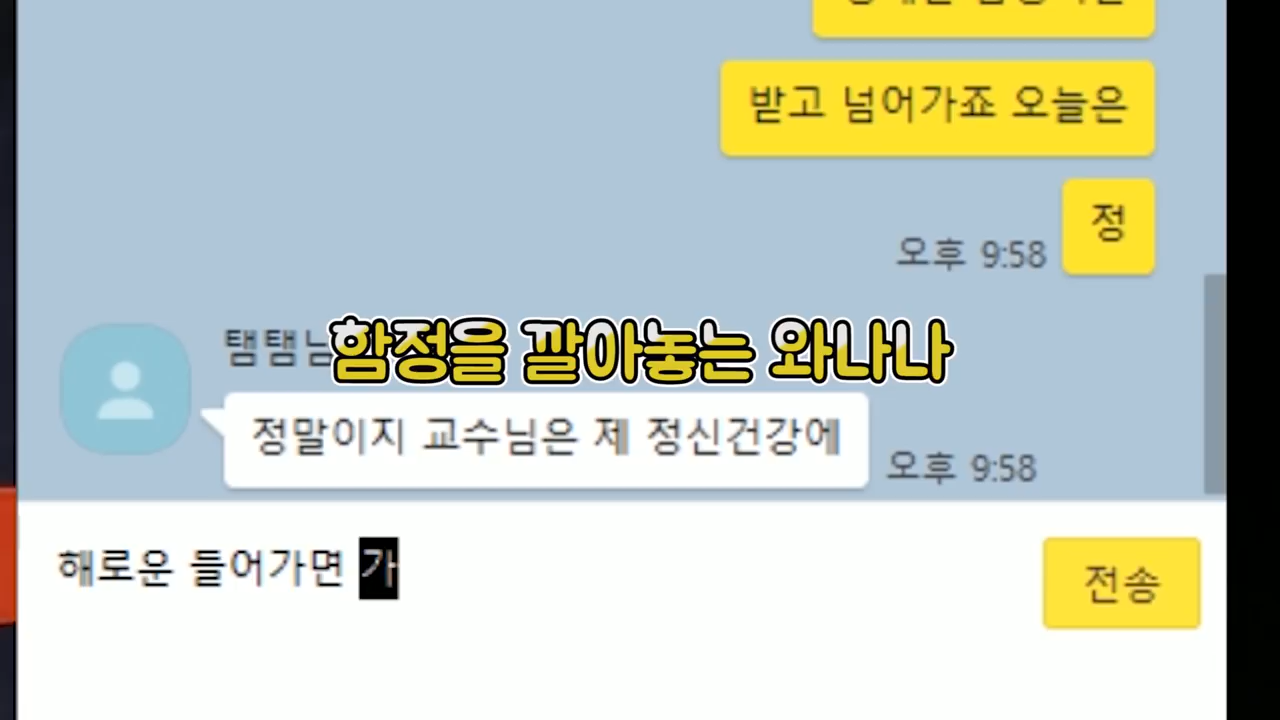 받고 넘어가죠 오늘은
정
오후 9:58
탬탬님
함정을 깔아놓는 와나나
정말이지 교수님은 제 정신건강에
오후 9:58
해로운 들어가면 가
전송